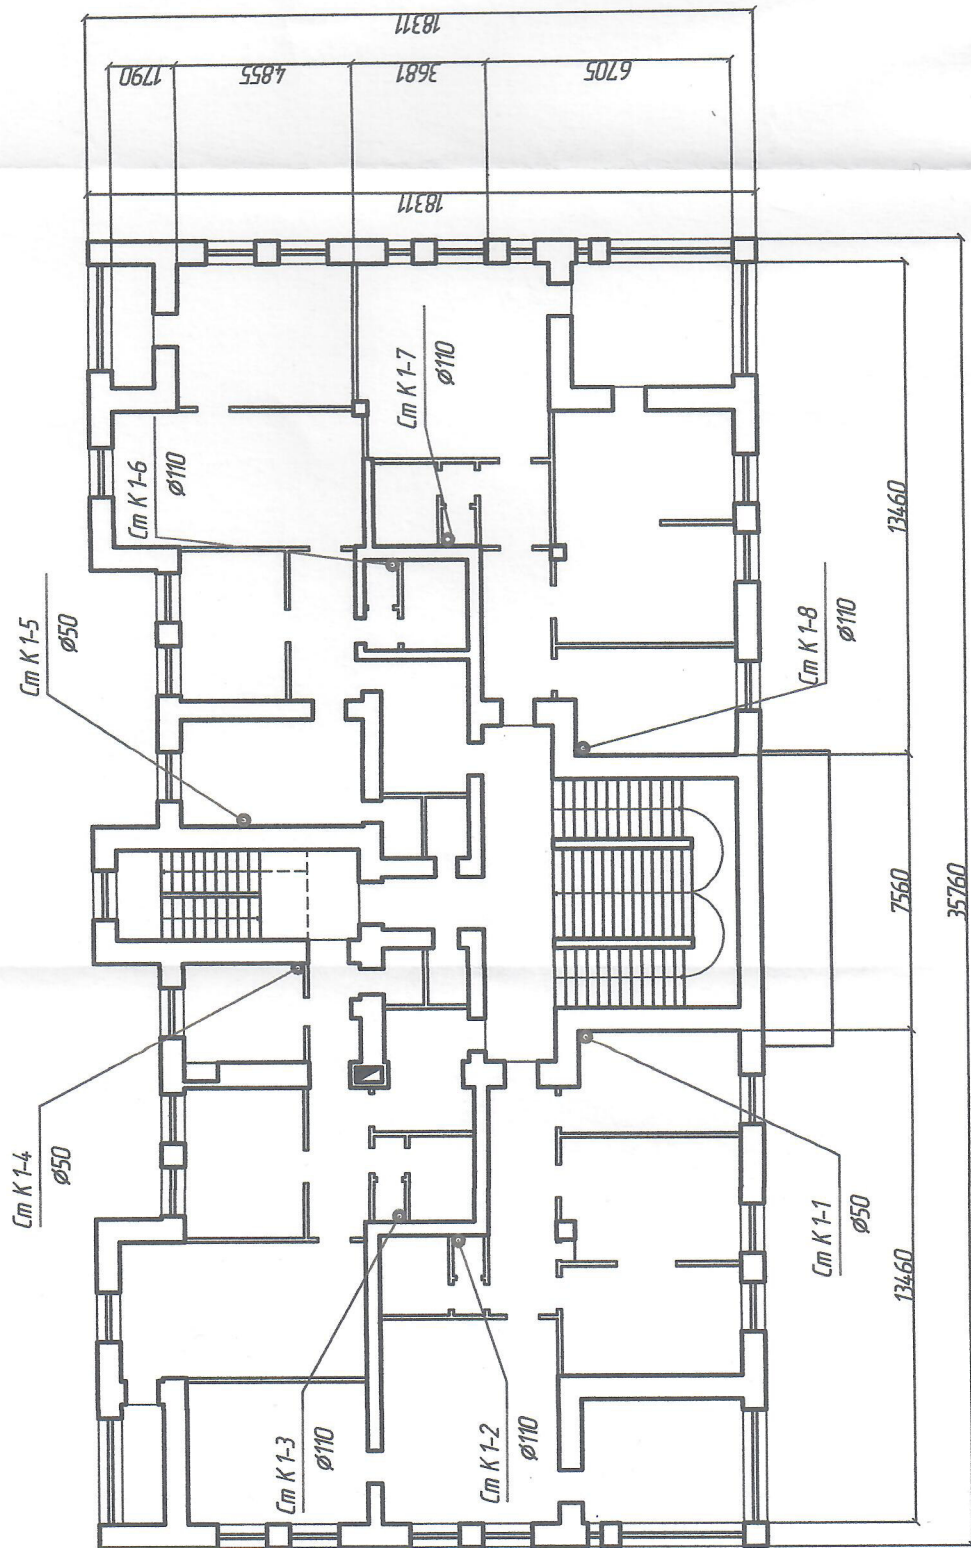 18311
1790
4855
3681
6705
18311
Ст К 1-7
Ø110
Ст К 1-6
Ø110
Ст К 1-5
Ø50
Ст К 1-8
Ø110
13460
7560
35760
Ст К 1-4
Ø50
Ст К 1-1
Ø50
13460
Ст К 1-3
Ø110
Ст К 1-2
Ø110